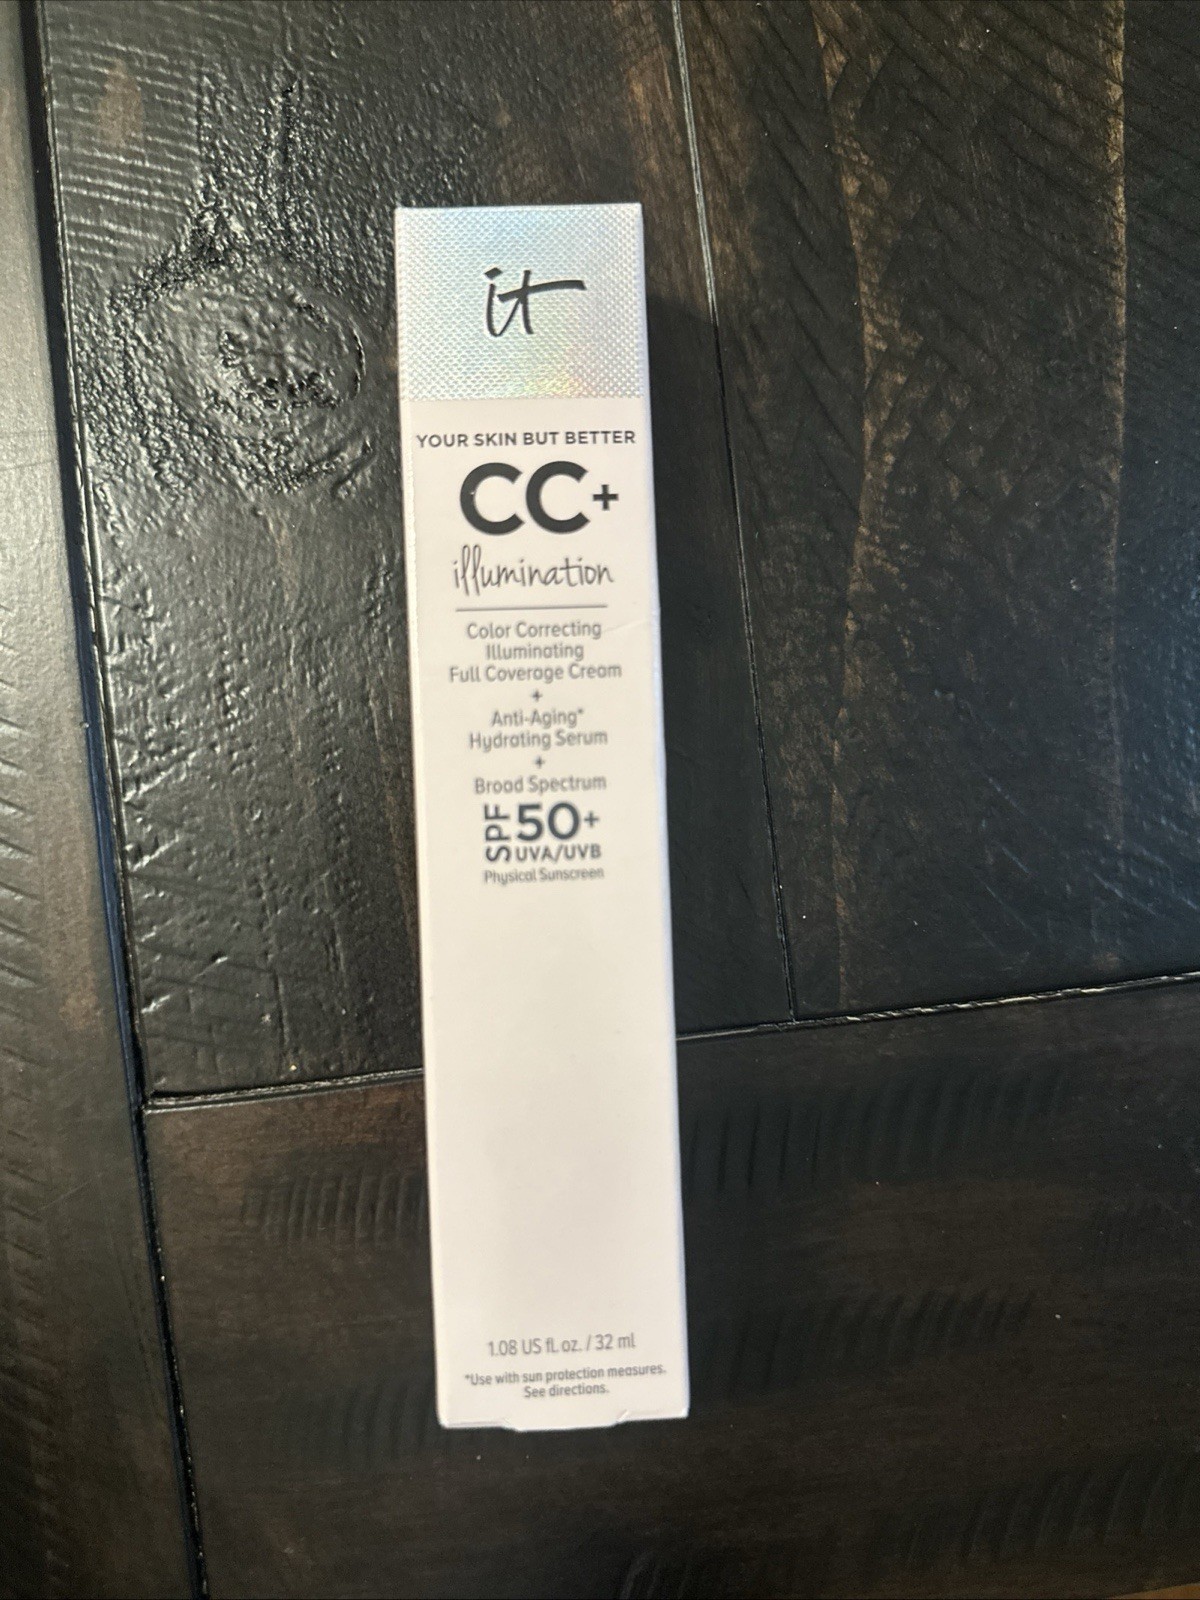 it
YOUR SKIN BUT BETTER
CC+
illumination
Color Correcting
Illuminating
Full Coverage Cream
+
Anti-Aging*
Hydrating Serum
+
Broad Spectrum
SPF 50+
UVA/UVB
Physical Sunscreen
1.08 US fl. oz. / 32 ml
*Use with sun protection measures.
See directions.